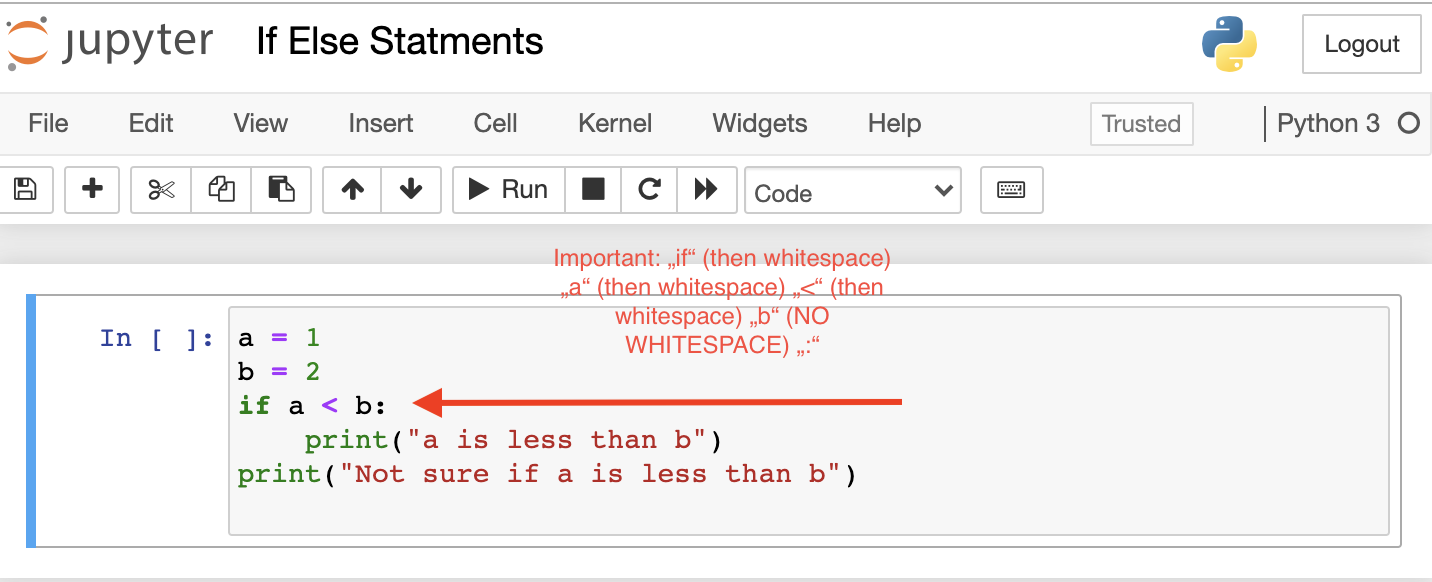 jupyter If Else Statments Logout
File Edit View Insert Cell Kernel Widgets Help Trusted Python 3
Run Code
Important: „if“ (then whitespace)
„a“ (then whitespace) „<“ (then
whitespace) „b“ (NO
WHITESPACE) „:“
In [ ]: a = 1
b = 2
if a < b:
    print("a is less than b")
print("Not sure if a is less than b")